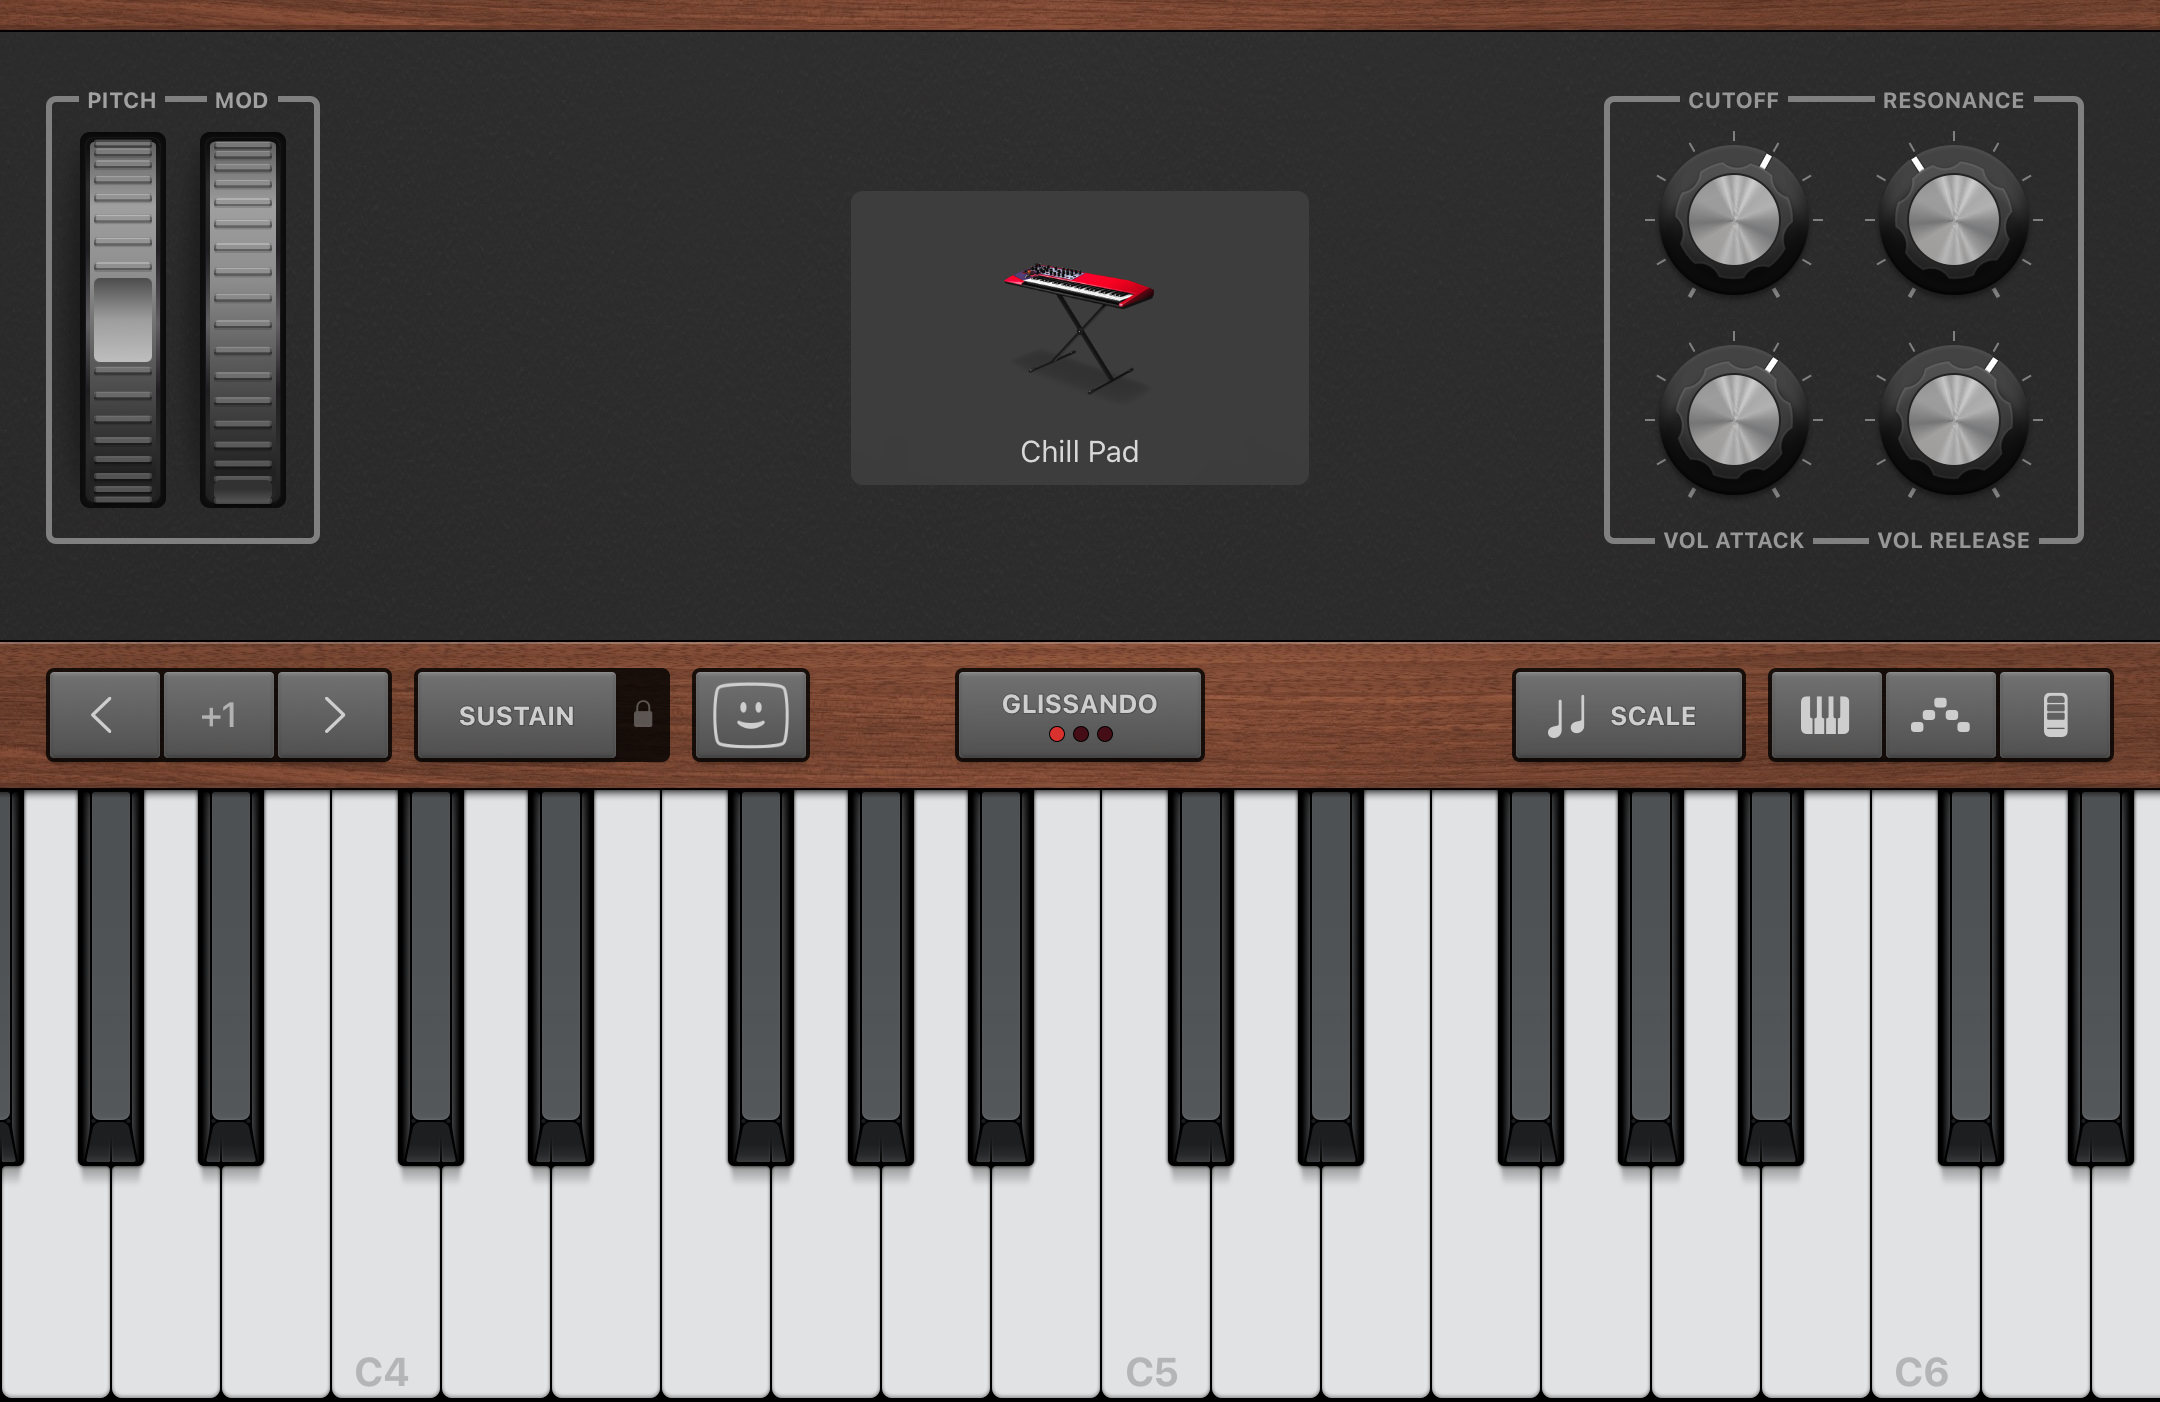 PITCH MOD
CUTOFF RESONANCE
Chill Pad
VOL ATTACK VOL RELEASE
+1
SUSTAIN
GLISSANDO
SCALE
C4 C5 C6